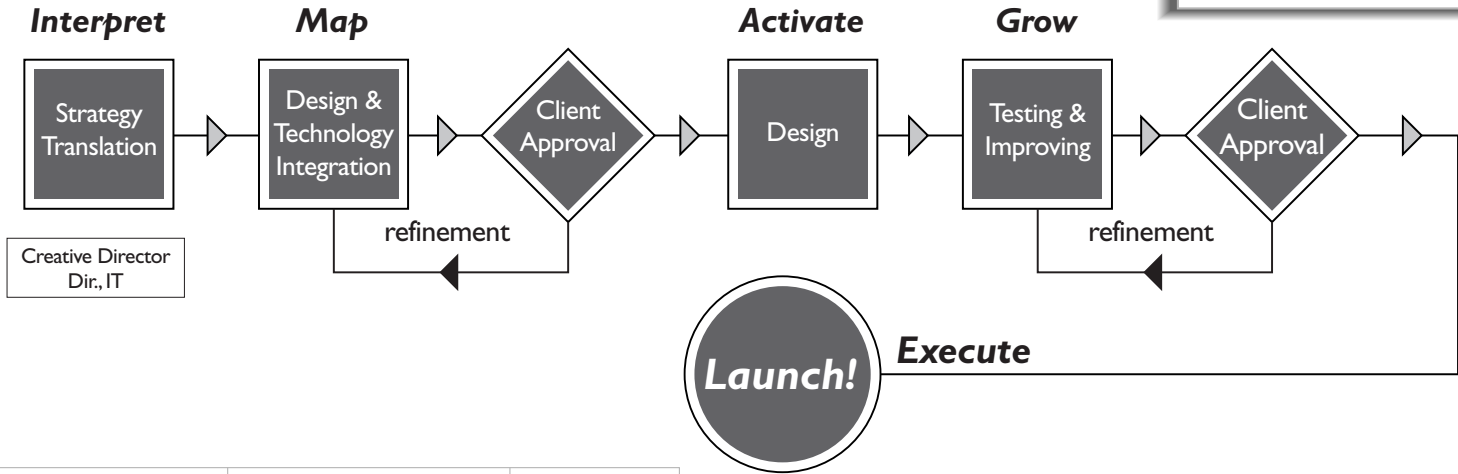 Interpret
Map
Activate
Grow
Strategy
Translation
Design &
Technology
Integration
Client
Approval
Design
Testing &
Improving
Client
Approval
refinement
refinement
Creative Director
Dir., IT
Launch!
Execute